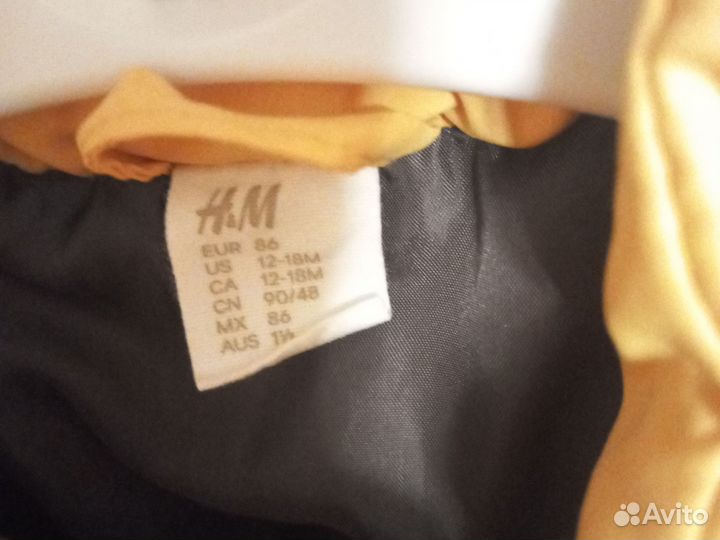 H&M
EUR 86
US 12-18M
CA 12-18M
CN 90/48
MX 86
AUS 1½
Avito